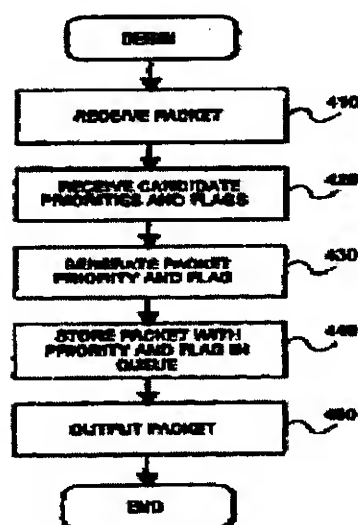 BEGIN
RECEIVE PACKET
410
RECEIVE CANDIDATE
PRIORITIES AND FLAGS
420
GENERATE PACKET
PRIORITY AND FLAG
430
STORE PACKET WITH
PRIORITY AND FLAG IN
QUEUE
440
OUTPUT PACKET
450
END